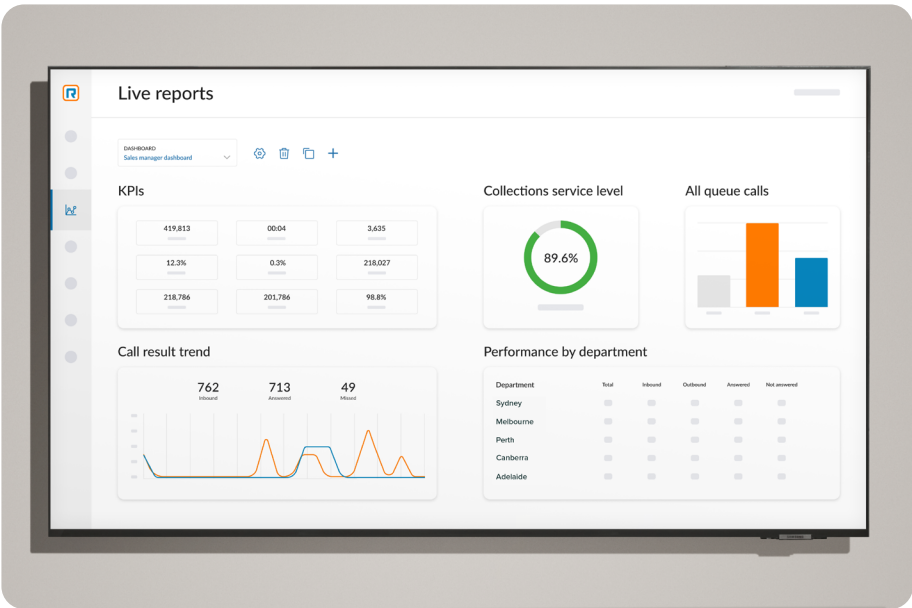 R
Live reports
DASHBOARD
Sales manager dashboard
KPIs
419,813
00:04
3,635
12.3%
0.3%
218,027
218,786
201,786
98.8%
Collections service level
89.6%
All queue calls
Call result trend
762
713
49
Inbound
Answered
Missed
Performance by department
Department Total Inbound Outbound Answered Not answered
Sydney
Melbourne
Perth
Canberra
Adelaide